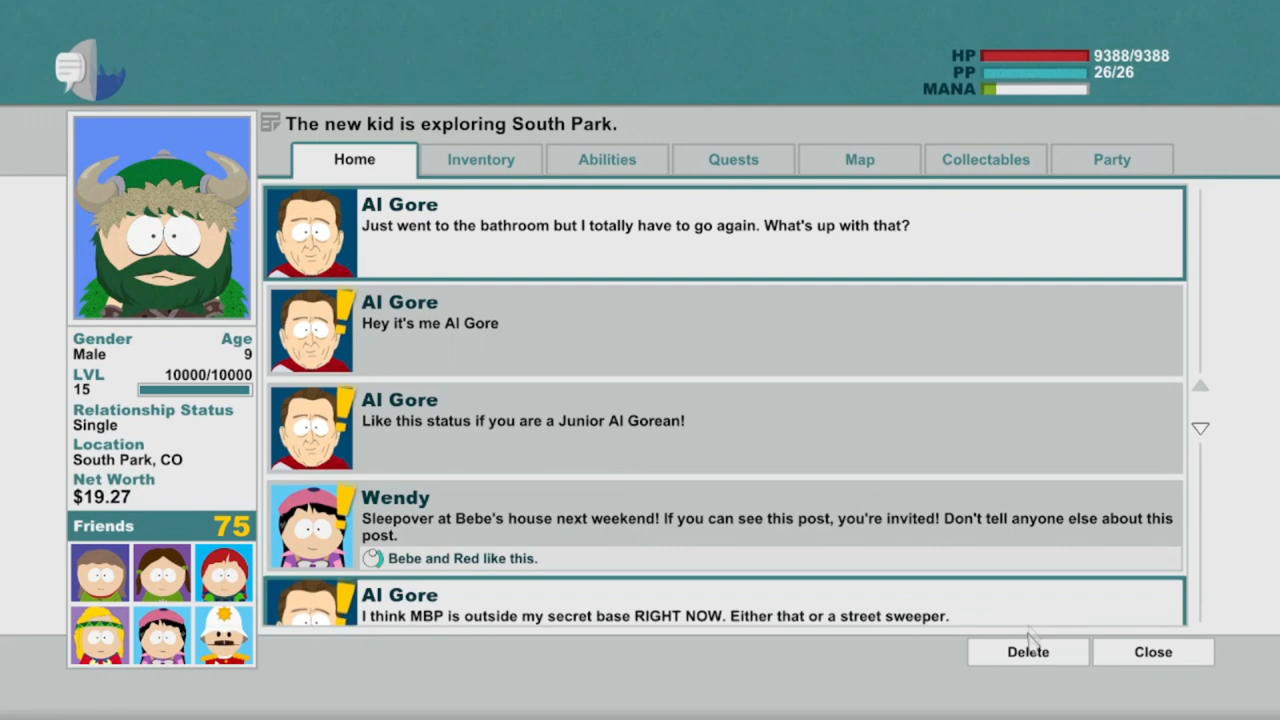 HP 9388/9388
PP 26/26
MANA
The new kid is exploring South Park.
Home Inventory Abilities Quests Map Collectables Party
Gender Age
Male 9
LVL 10000/10000
15
Relationship Status
Single
Location
South Park, CO
Net Worth
$19.27
Friends 75
Al Gore
Just went to the bathroom but I totally have to go again. What's up with that?
Al Gore
Hey it's me Al Gore
Al Gore
Like this status if you are a Junior Al Gorean!
Wendy
Sleepover at Bebe's house next weekend! If you can see this post, you're invited! Don't tell anyone else about this
post.
Bebe and Red like this.
Al Gore
I think MBP is outside my secret base RIGHT NOW. Either that or a street sweeper.
Delete Close